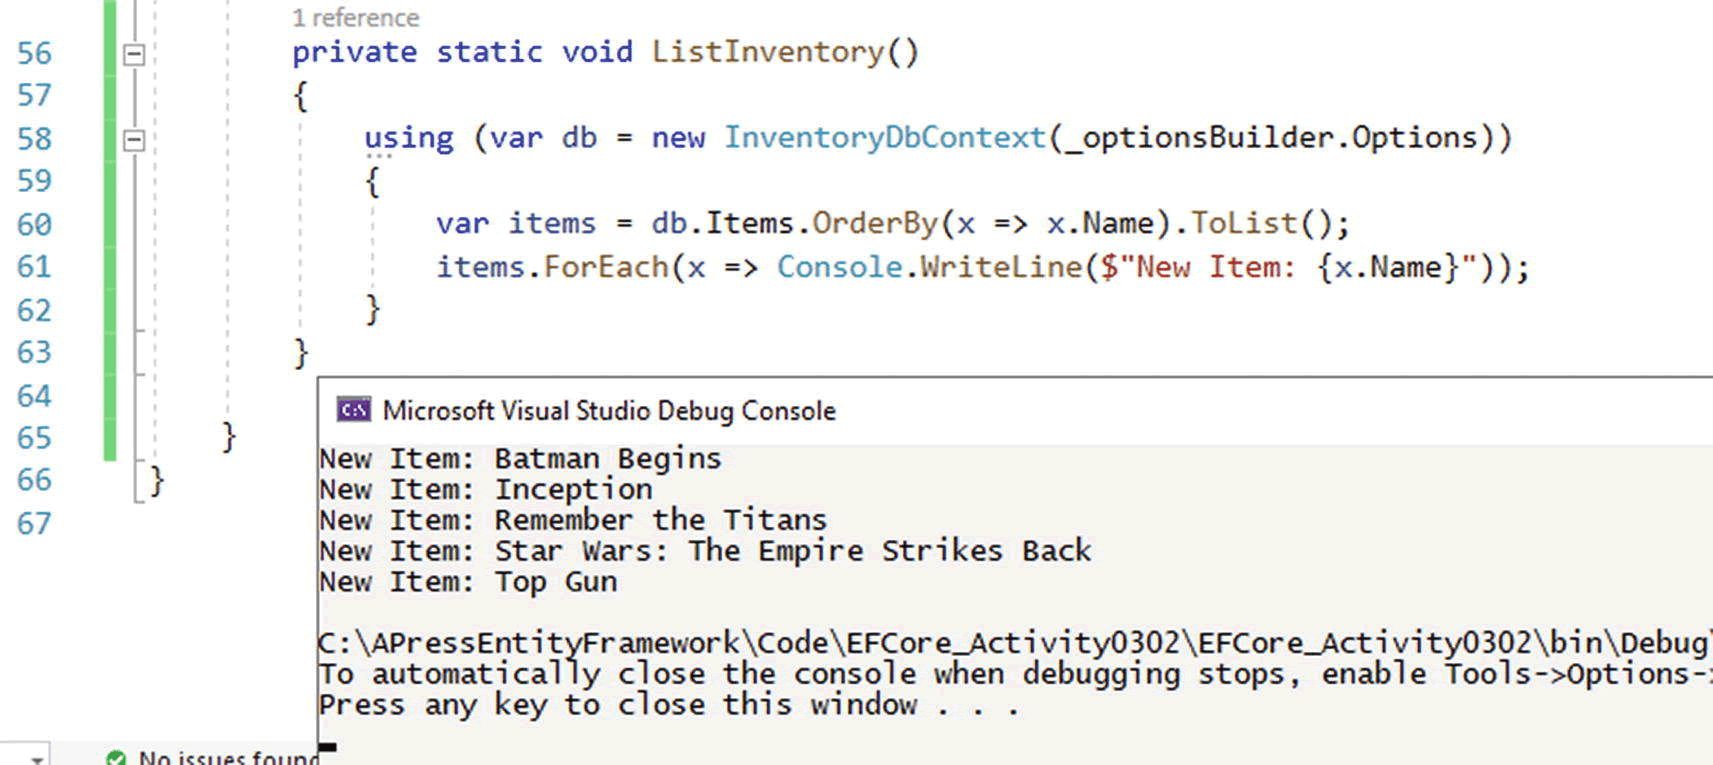 1 reference
56 private static void ListInventory()
57 {
58 using (var db = new InventoryDbContext(_optionsBuilder.Options))
59 {
60 var items = db.Items.OrderBy(x => x.Name).ToList();
61 items.ForEach(x => Console.WriteLine($"New Item: {x.Name}"));
62 }
63 }
64
65 }
66 }
67
C:\ Microsoft Visual Studio Debug Console
New Item: Batman Begins
New Item: Inception
New Item: Remember the Titans
New Item: Star Wars: The Empire Strikes Back
New Item: Top Gun
C:\APressEntityFramework\Code\EFCore_Activity0302\EFCore_Activity0302\bin\Debug\
To automatically close the console when debugging stops, enable Tools->Options->
Press any key to close this window . . .
No issues found